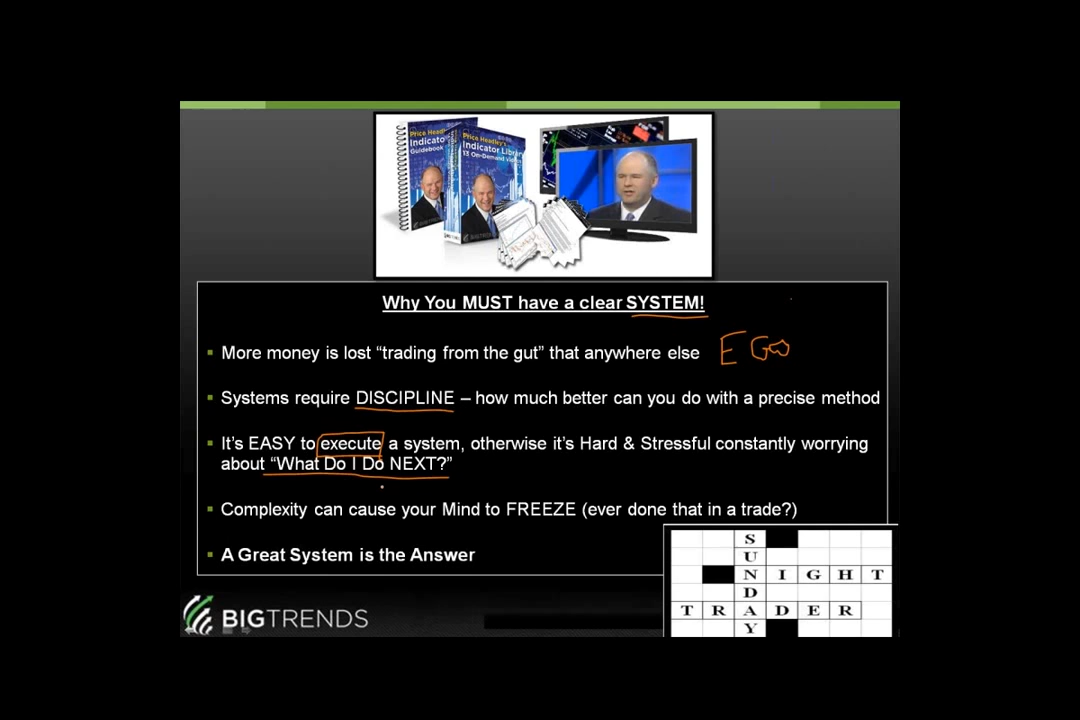 Price Headley's
Indicator Library
13 On-Demand Videos
Guidebook
BIGTRENDS
Why You MUST have a clear SYSTEM!
More money is lost “trading from the gut” that anywhere else
EGO
Systems require DISCIPLINE – how much better can you do with a precise method
It's EASY to execute a system, otherwise it's Hard & Stressful constantly worrying
about “What Do I Do NEXT?”
Complexity can cause your Mind to FREEZE (ever done that in a trade?)
A Great System is the Answer
SUNDAY
NIGHT
TRADER
BIGTRENDS